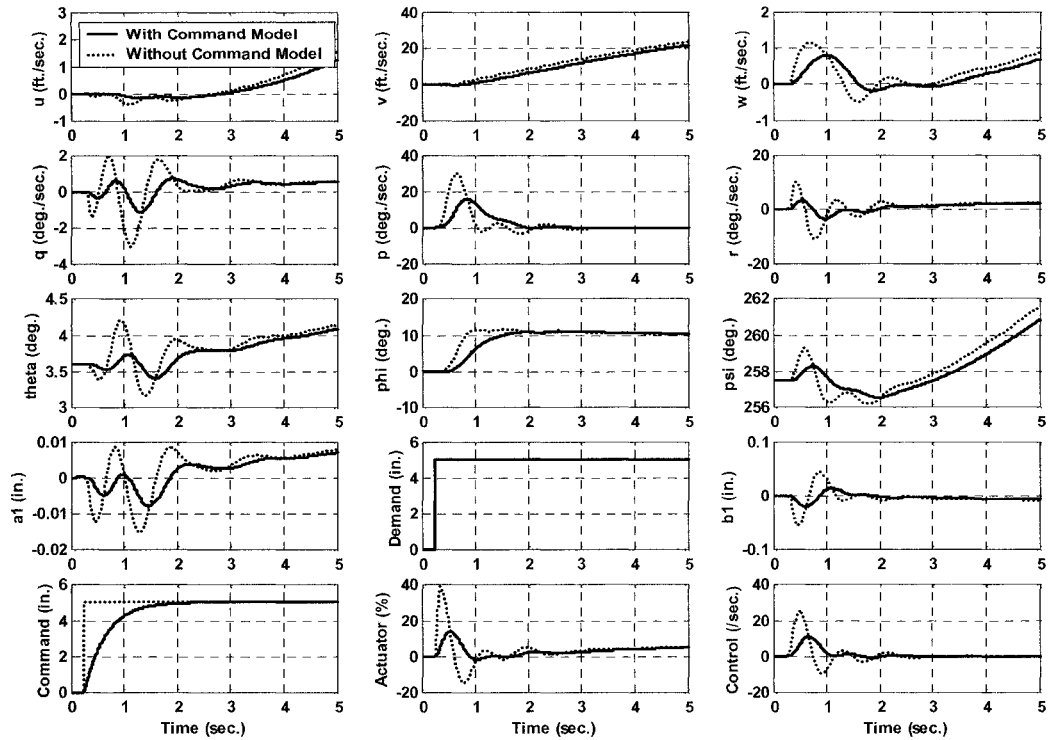 3 With Command Model 40 2
2 Without Command Model 20 1
1
0 0 0
-1 -20 -1
u (ft./sec.) v (ft./sec.) w (ft./sec.)
0 1 2 3 4 5 0 1 2 3 4 5 0 1 2 3 4 5
2 40 20
0 20 0
-2 0
-4 -20 -20
q (deg./sec.) p (deg./sec.) r (deg./sec.)
0 1 2 3 4 5 0 1 2 3 4 5 0 1 2 3 4 5
4.5 20 262
4 10 260
3.5 0 258
3 -10 256
theta (deg.) phi (deg.) psi (deg.)
0 1 2 3 4 5 0 1 2 3 4 5 0 1 2 3 4 5
0.01 6 0.1
0 4 0
-0.01 2
-0.02 0 -0.1
a1 (in.) Demand (in.) b1 (in.)
0 1 2 3 4 5 0 1 2 3 4 5 0 1 2 3 4 5
6 40 40
4 20 20
2 0 0
0 -20 -20
Command (in.) Actuator (%) Control (/sec.)
0 1 2 3 4 5 0 1 2 3 4 5 0 1 2 3 4 5
Time (sec.) Time (sec.) Time (sec.)